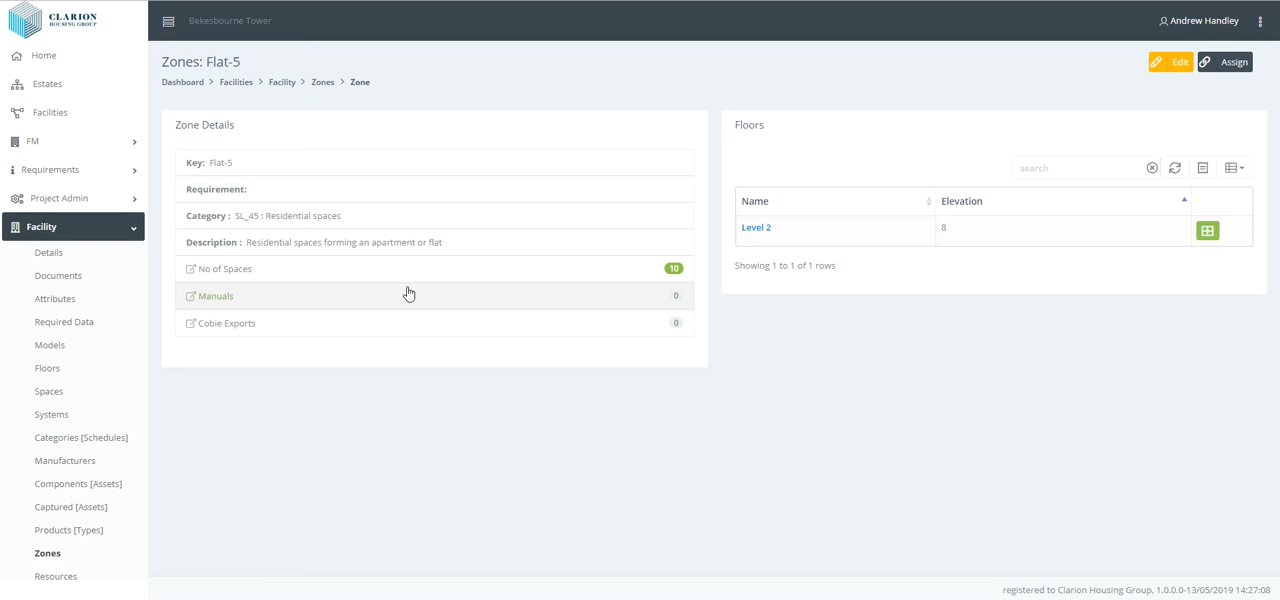 CLARION
HOUSING GROUP
Bekesbourne Tower
Andrew Handley
Home
Estates
Facilities
FM
Requirements
Project Admin
Facility
Details
Documents
Attributes
Required Data
Models
Floors
Spaces
Systems
Categories [Schedules]
Manufacturers
Components [Assets]
Captured [Assets]
Products [Types]
Zones
Resources
Zones: Flat-5
Dashboard > Facilities > Facility > Zones > Zone
Edit
Assign
Zone Details
Key: Flat-5
Requirement:
Category : SL_45 : Residential spaces
Description : Residential spaces forming an apartment or flat
No of Spaces 10
Manuals 0
Cobie Exports 0
Floors
search
Name Elevation
Level 2 8
Showing 1 to 1 of 1 rows
registered to Clarion Housing Group, 1.0.0.0-13/05/2019 14:27:08